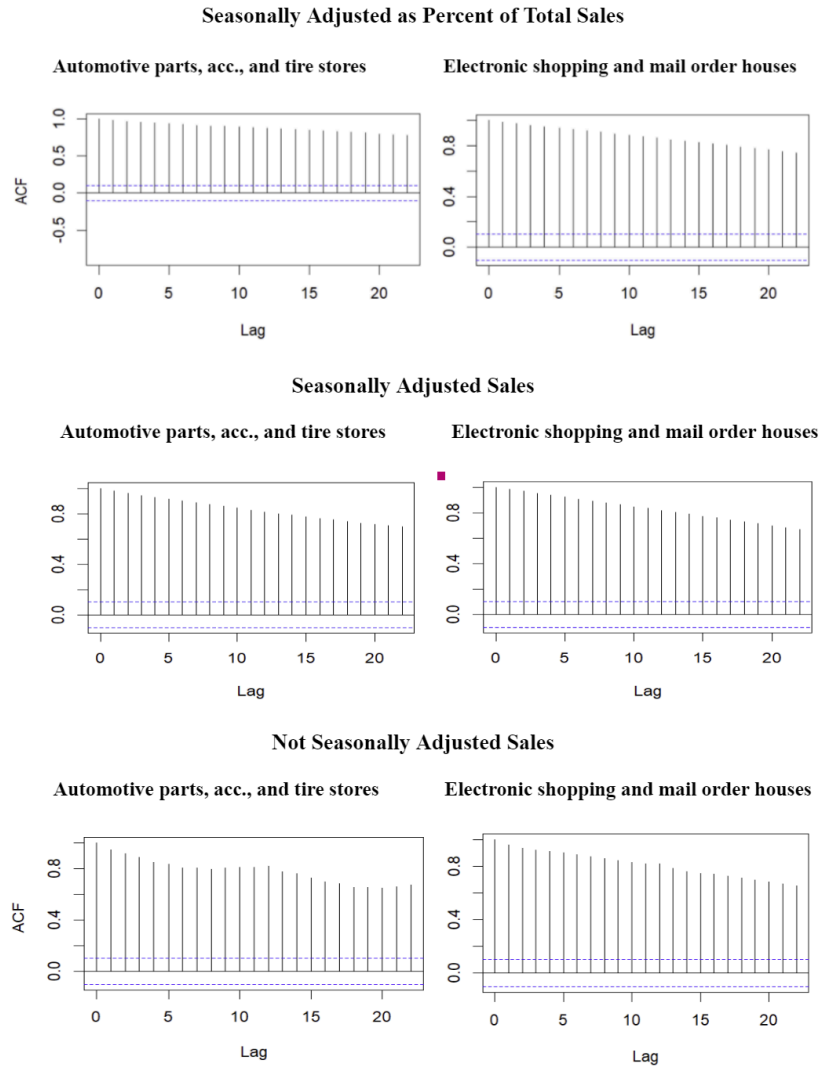 Seasonally Adjusted as Percent of Total Sales
Automotive parts, acc., and tire stores
Electronic shopping and mail order houses
ACF
1.0
0.5
0.0
-0.5
0 5 10 15 20
Lag
0.8
0.4
0.0
0 5 10 15 20
Lag
Seasonally Adjusted Sales
Automotive parts, acc., and tire stores
Electronic shopping and mail order houses
0.8
0.4
0.0
0 5 10 15 20
Lag
0.8
0.4
0.0
0 5 10 15 20
Lag
Not Seasonally Adjusted Sales
Automotive parts, acc., and tire stores
Electronic shopping and mail order houses
ACF
0.8
0.4
0.0
0 5 10 15 20
Lag
0.8
0.4
0.0
0 5 10 15 20
Lag